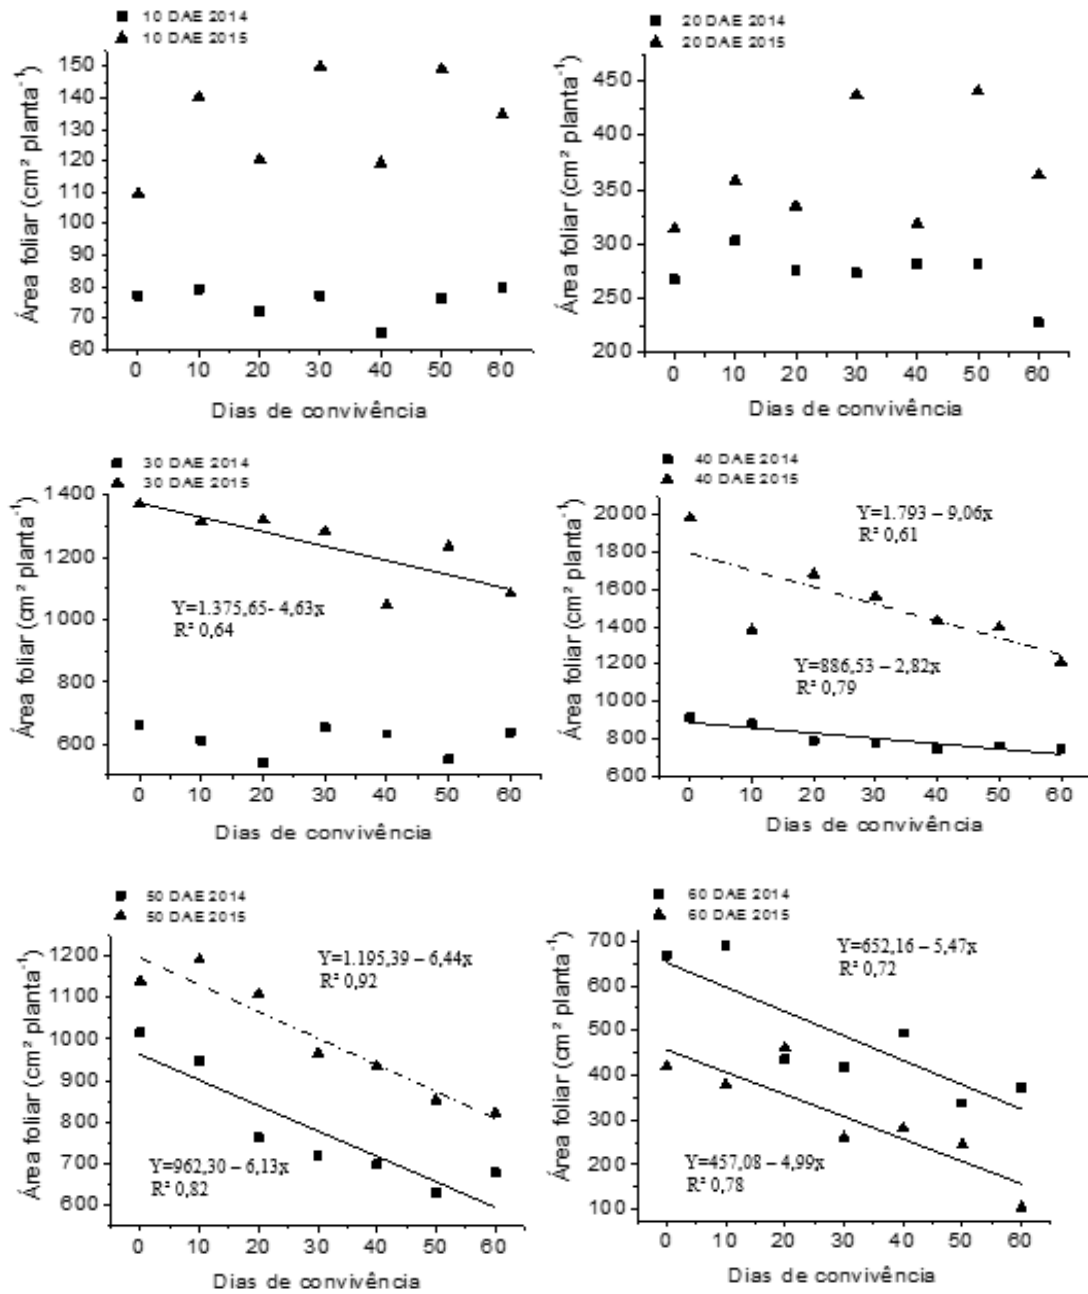 10 DAE 2014
10 DAE 2015
Área foliar (cm² planta⁻¹)
150
140
130
120
110
100
90
80
70
60
0 10 20 30 40 50 60
Dias de convivência
20 DAE 2014
20 DAE 2015
Área foliar (cm² planta⁻¹)
450
400
350
300
250
200
0 10 20 30 40 50 60
Dias de convivência
30 DAE 2014
30 DAE 2015
Área foliar (cm² planta⁻¹)
1400
1200
1000
800
600
Y=1.375,65- 4,63x
R² 0,64
0 10 20 30 40 50 60
Dias de convivência
40 DAE 2014
40 DAE 2015
Área foliar (cm² planta⁻¹)
2000
1800
1600
1400
1200
1000
800
600
Y=1.793 – 9,06x
R² 0,61
Y=886,53 – 2,82x
R² 0,79
0 10 20 30 40 50 60
Dias de convivência
50 DAE 2014
50 DAE 2015
Área foliar (cm² planta⁻¹)
1200
1100
1000
900
800
700
600
Y=1.195,39 – 6,44x
R² 0,92
Y=962,30 – 6,13x
R² 0,82
0 10 20 30 40 50 60
Dias de convivência
60 DAE 2014
60 DAE 2015
Área foliar (cm² planta⁻¹)
700
600
500
400
300
200
100
Y=652,16 – 5,47x
R² 0,72
Y=457,08 – 4,99x
R² 0,78
0 10 20 30 40 50 60
Dias de convivência